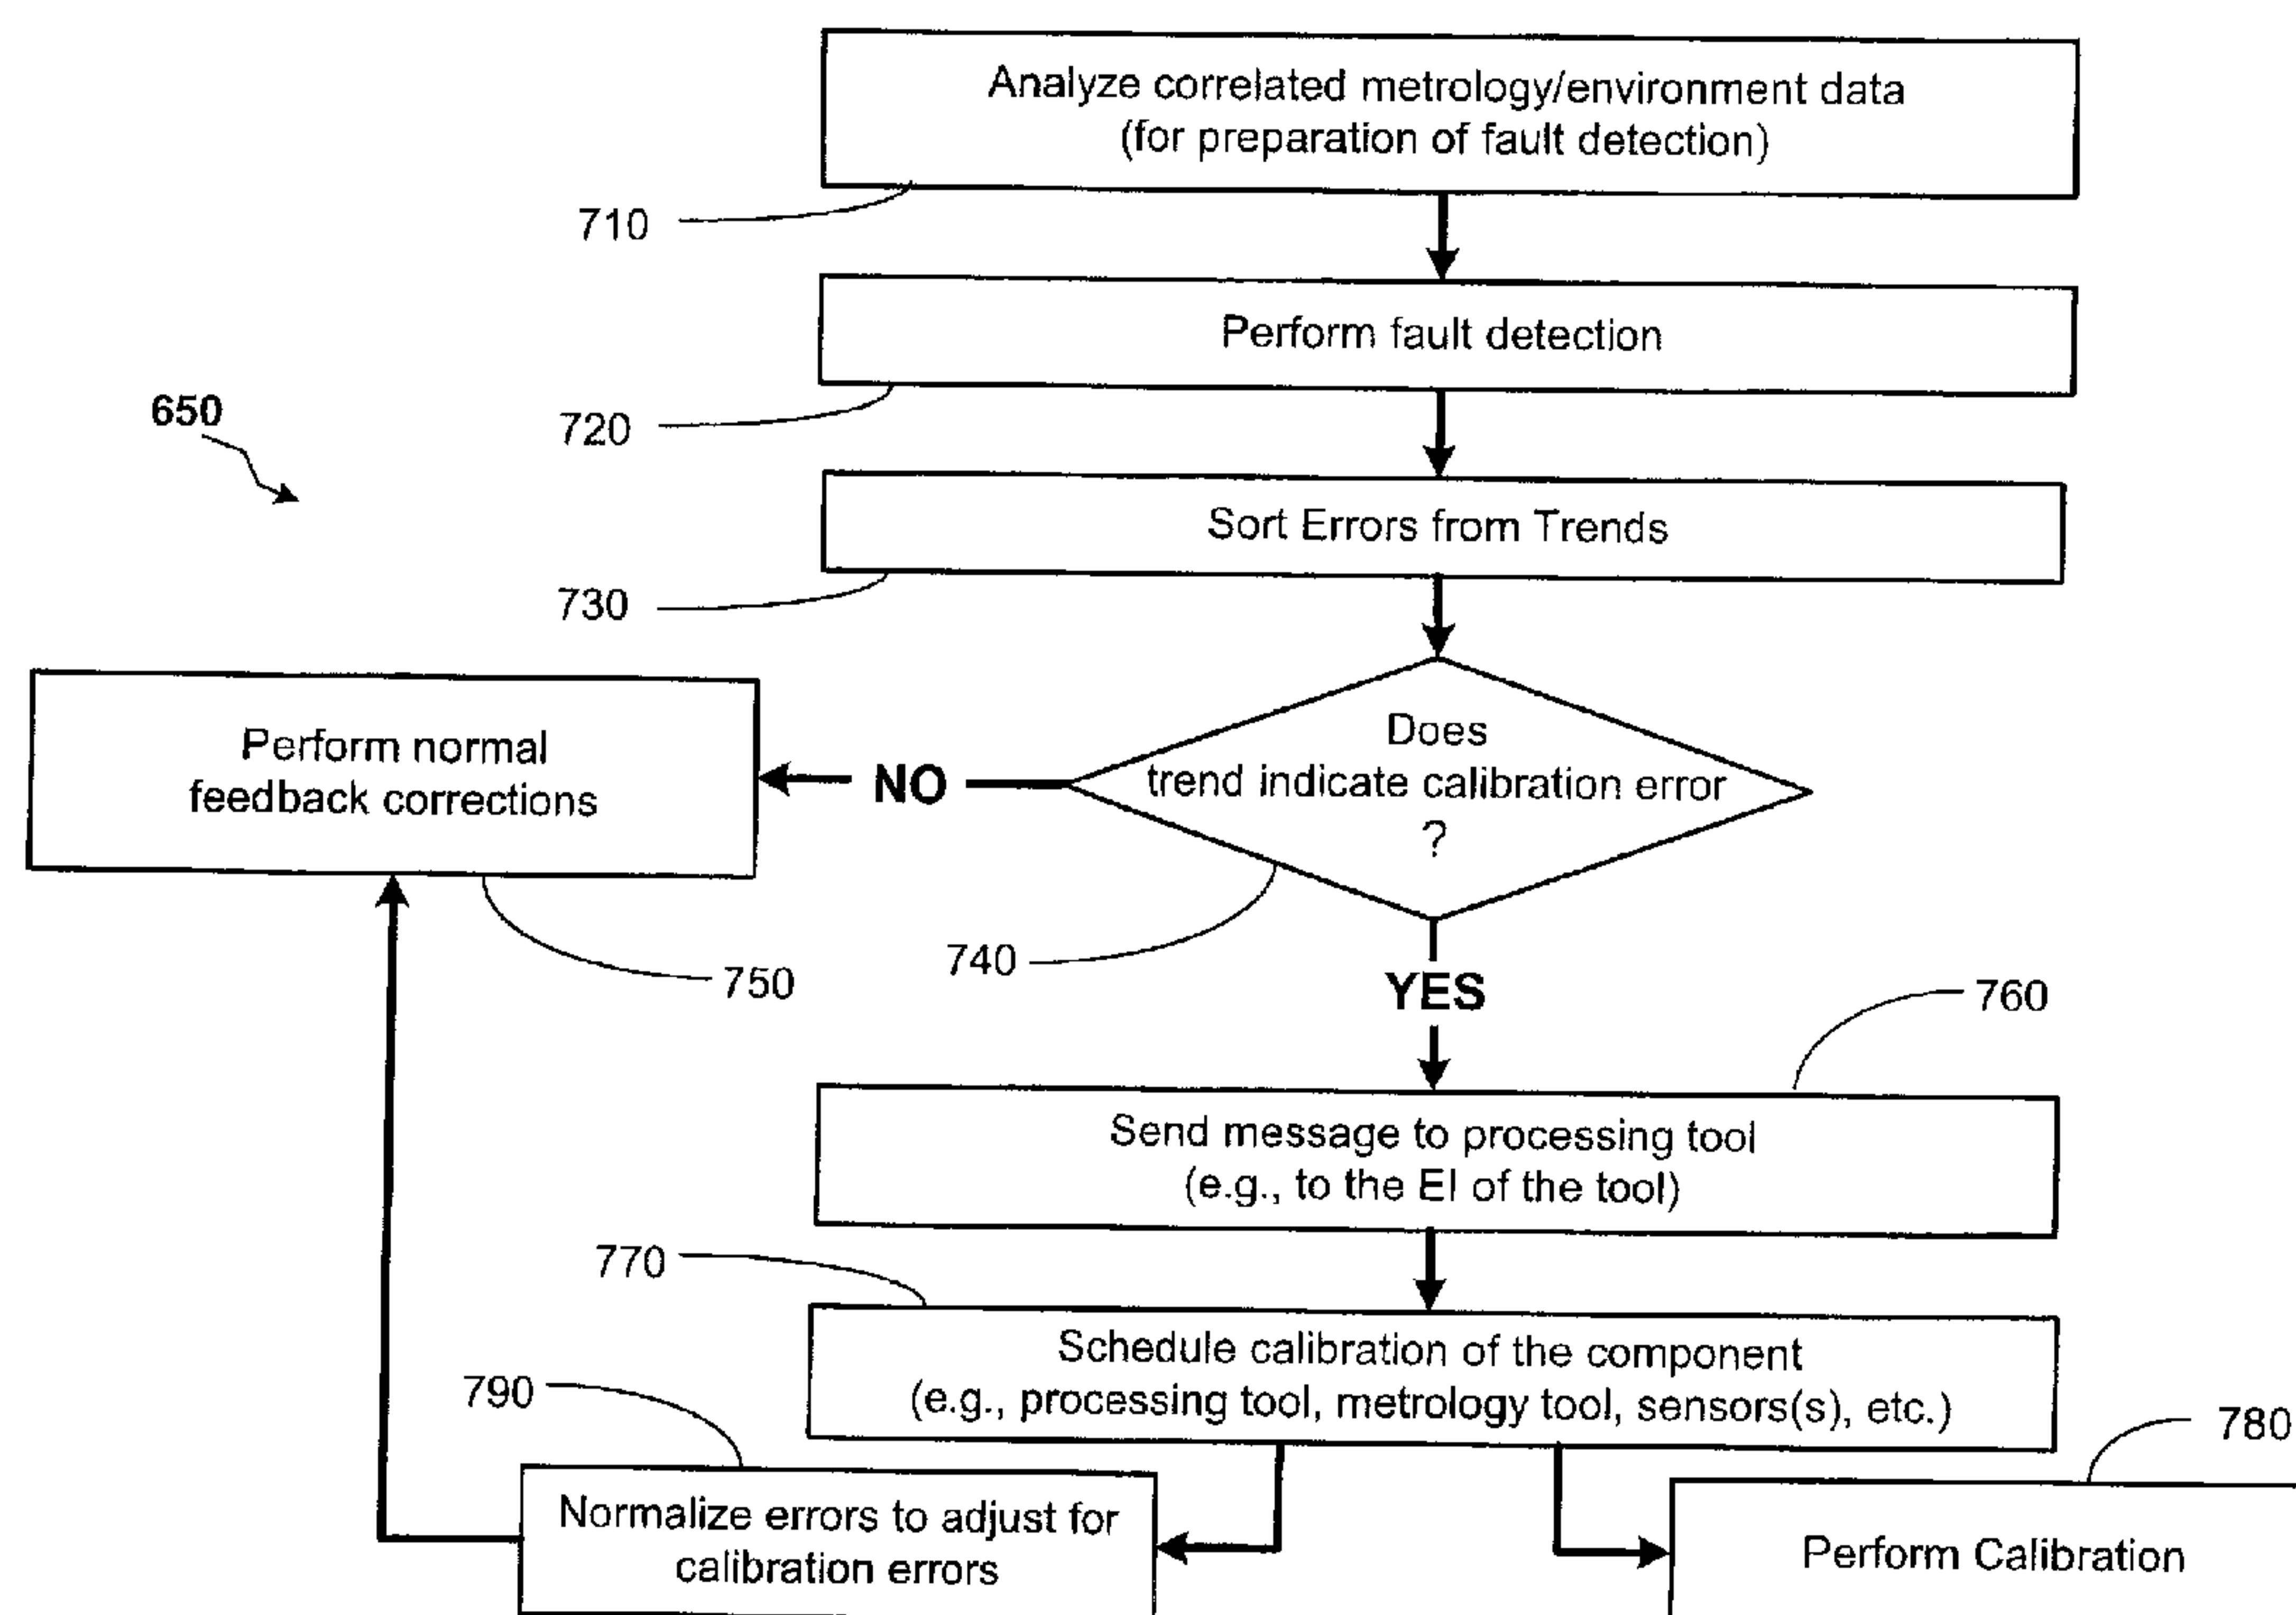 Analyze correlated metrology/environment data
(for preparation of fault detection)
710
Perform fault detection
720
650
Sort Errors from Trends
730
Does
trend indicate calibration error
?
740
NO
Perform normal
feedback corrections
750
YES
760
Send message to processing tool
(e.g., to the EI of the tool)
770
Schedule calibration of the component
(e.g., processing tool, metrology tool, sensors(s), etc.)
790
Normalize errors to adjust for
calibration errors
780
Perform Calibration